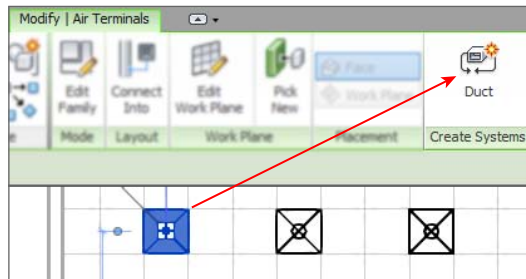 Modify | Air Terminals
Edit Family
Connect Into
Edit Work Plane
Pick New
Face
Work Plane
Duct
e
Mode
Layout
Work Plane
Placement
Create Systems